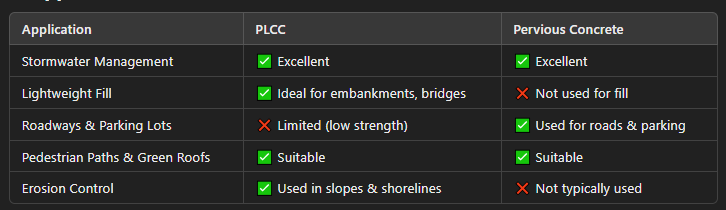 Application PLCC Pervious Concrete
Stormwater Management ✅ Excellent ✅ Excellent
Lightweight Fill ✅ Ideal for embankments, bridges ❌ Not used for fill
Roadways & Parking Lots ❌ Limited (low strength) ✅ Used for roads & parking
Pedestrian Paths & Green Roofs ✅ Suitable ✅ Suitable
Erosion Control ✅ Used in slopes & shorelines ❌ Not typically used